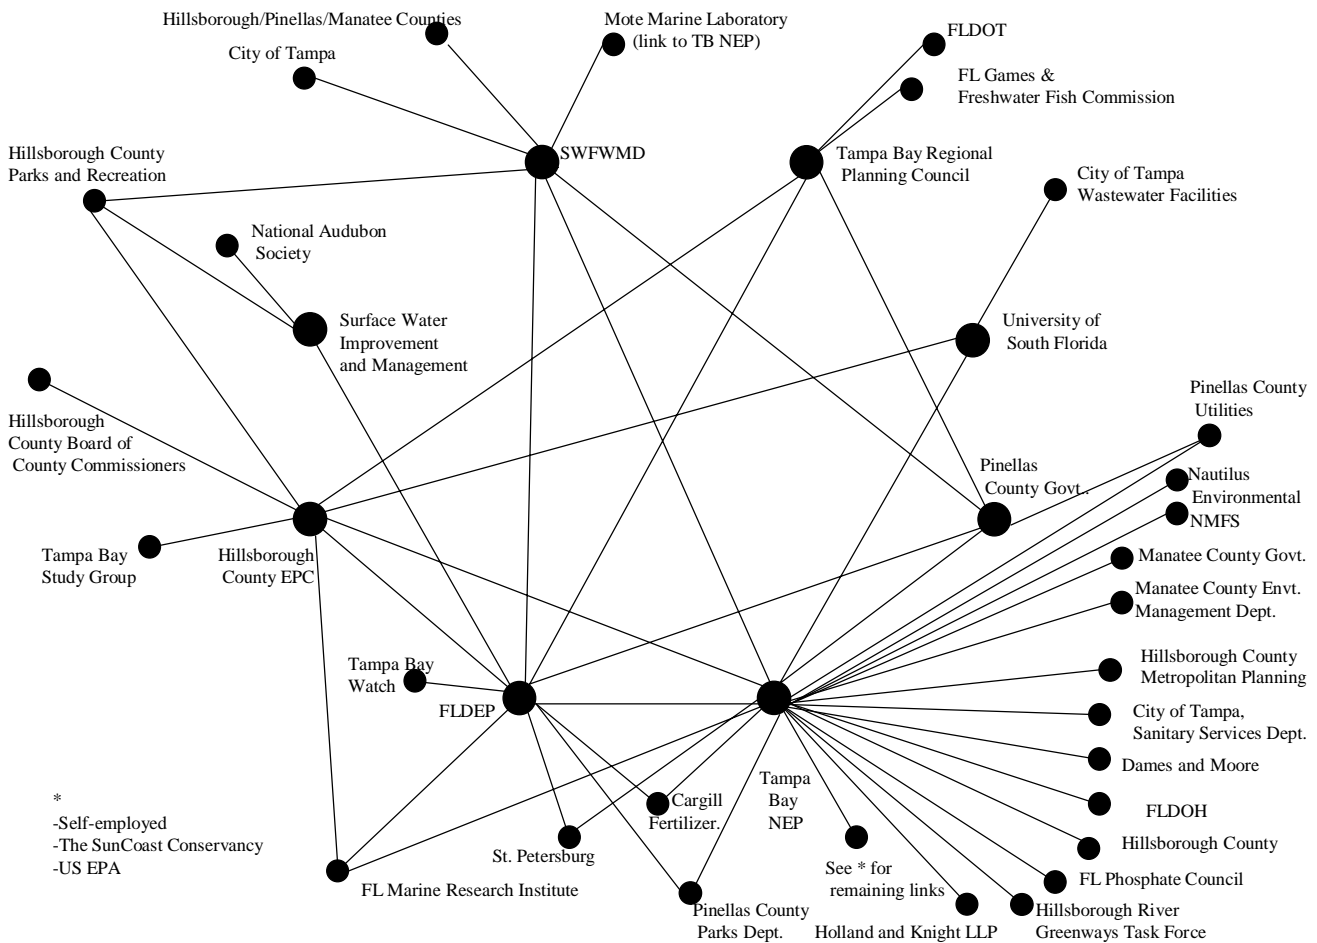 Hillsborough/Pinellas/Manatee Counties
City of Tampa
Mote Marine Laboratory
(link to TB NEP)
FLDOT
FL Games &
Freshwater Fish Commission
Hillsborough County
Parks and Recreation
SWFWMD
Tampa Bay Regional
Planning Council
City of Tampa
Wastewater Facilities
National Audubon
Society
Surface Water
Improvement
and Management
University of
South Florida
Hillsborough
County Board of
County Commissioners
Pinellas County
Utilities
Pinellas
County Govt..
Nautilus
Environmental
NMFS
Tampa Bay
Study Group
Hillsborough
County EPC
Manatee County Govt.
Manatee County Envt.
Management Dept.
Tampa Bay
Watch
FLDEP
Hillsborough County
Metropolitan Planning
City of Tampa,
Sanitary Services Dept.
Dames and Moore
Tampa
Bay
NEP
*
-Self-employed
-The SunCoast Conservancy
-US EPA
Cargill
Fertilizer.
FLDOH
St. Petersburg
Hillsborough County
FL Marine Research Institute
See * for
remaining links
FL Phosphate Council
Pinellas County
Parks Dept.
Holland and Knight LLP
Hillsborough River
Greenways Task Force